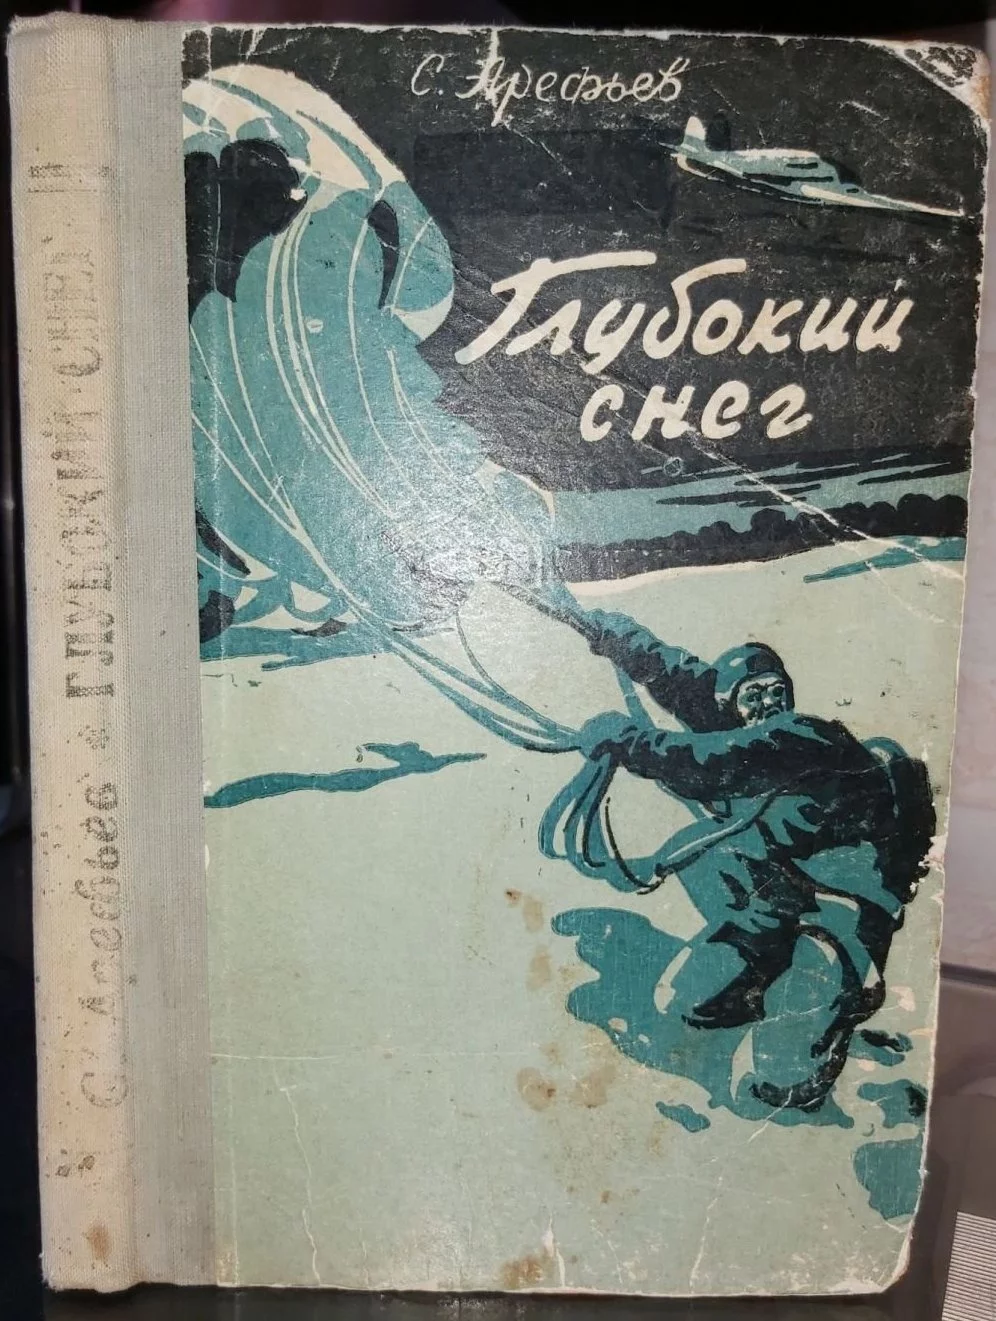 С. Арефьев
Глубокий
снег
С. Арефьев ГЛУБОКИЙ СНЕГ